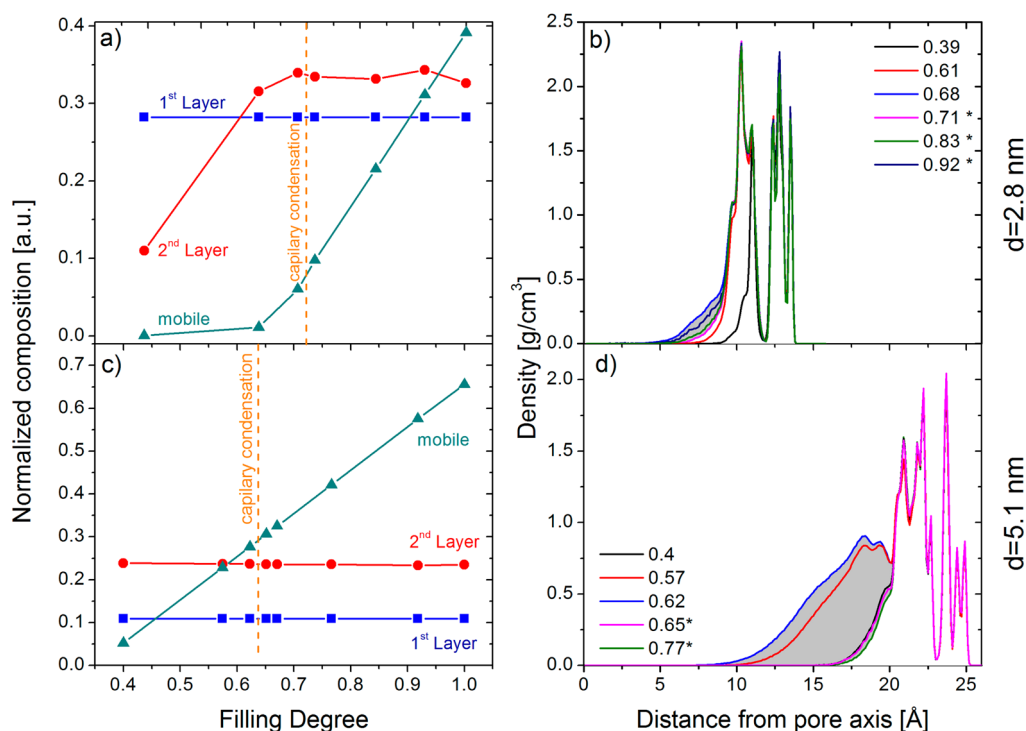 a)
0.4
0.3
0.2
0.1
0.0
1st Layer
2nd Layer
mobile
capilary condensation
b)
2.5
2.0
1.5
1.0
0.5
0.0
0.39
0.61
0.68
0.71 *
0.83 *
0.92 *
d=2.8 nm
Normalized composition [a.u.]
Density [g/cm3]
c)
0.7
0.6
0.5
0.4
0.3
0.2
0.1
0.0
capilary condensation
mobile
2nd Layer
1st Layer
0.4 0.5 0.6 0.7 0.8 0.9 1.0
Filling Degree
d)
2.0
1.5
1.0
0.5
0.0
0.4
0.57
0.62
0.65*
0.77*
d=5.1 nm
0 5 10 15 20 25
Distance from pore axis [Å]